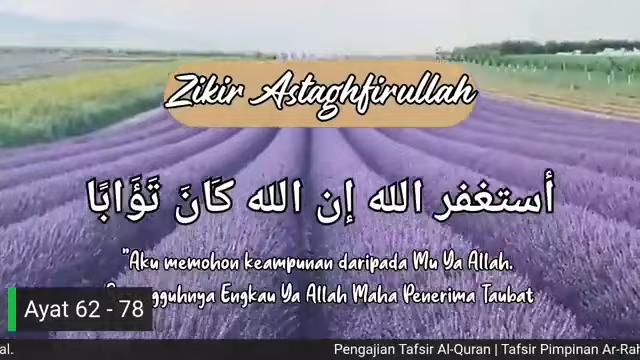 Zikir Astaghfirullah
أستغفر الله إن الله كَانَ تَؤَابًا
"Aku memohon keampunan daripada Mu Ya Allah.
Engkau Ya Allah Maha Penerima Taubat
Ayat 62 - 78
al. Pengajian Tafsir Al-Quran | Tafsir Pimpinan Ar-Rah